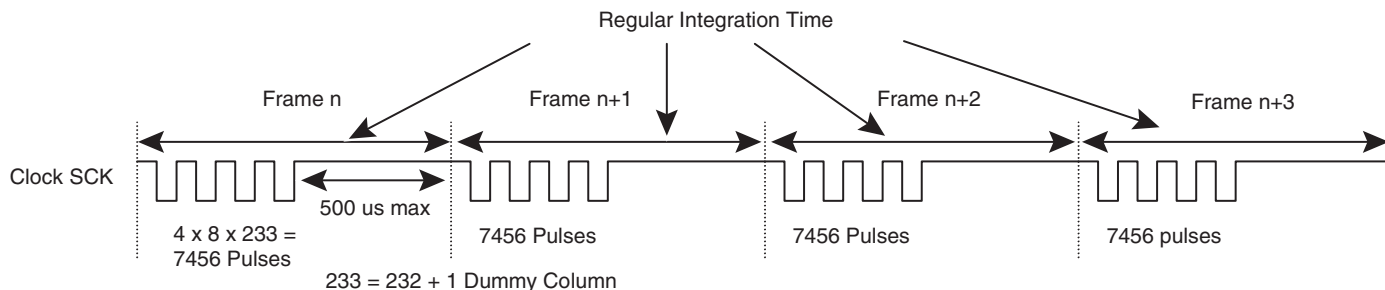 Regular Integration Time
Frame n
Frame n+1
Frame n+2
Frame n+3
Clock SCK
500 us max
4 x 8 x 233 =
7456 Pulses
7456 Pulses
7456 Pulses
7456 pulses
233 = 232 + 1 Dummy Column